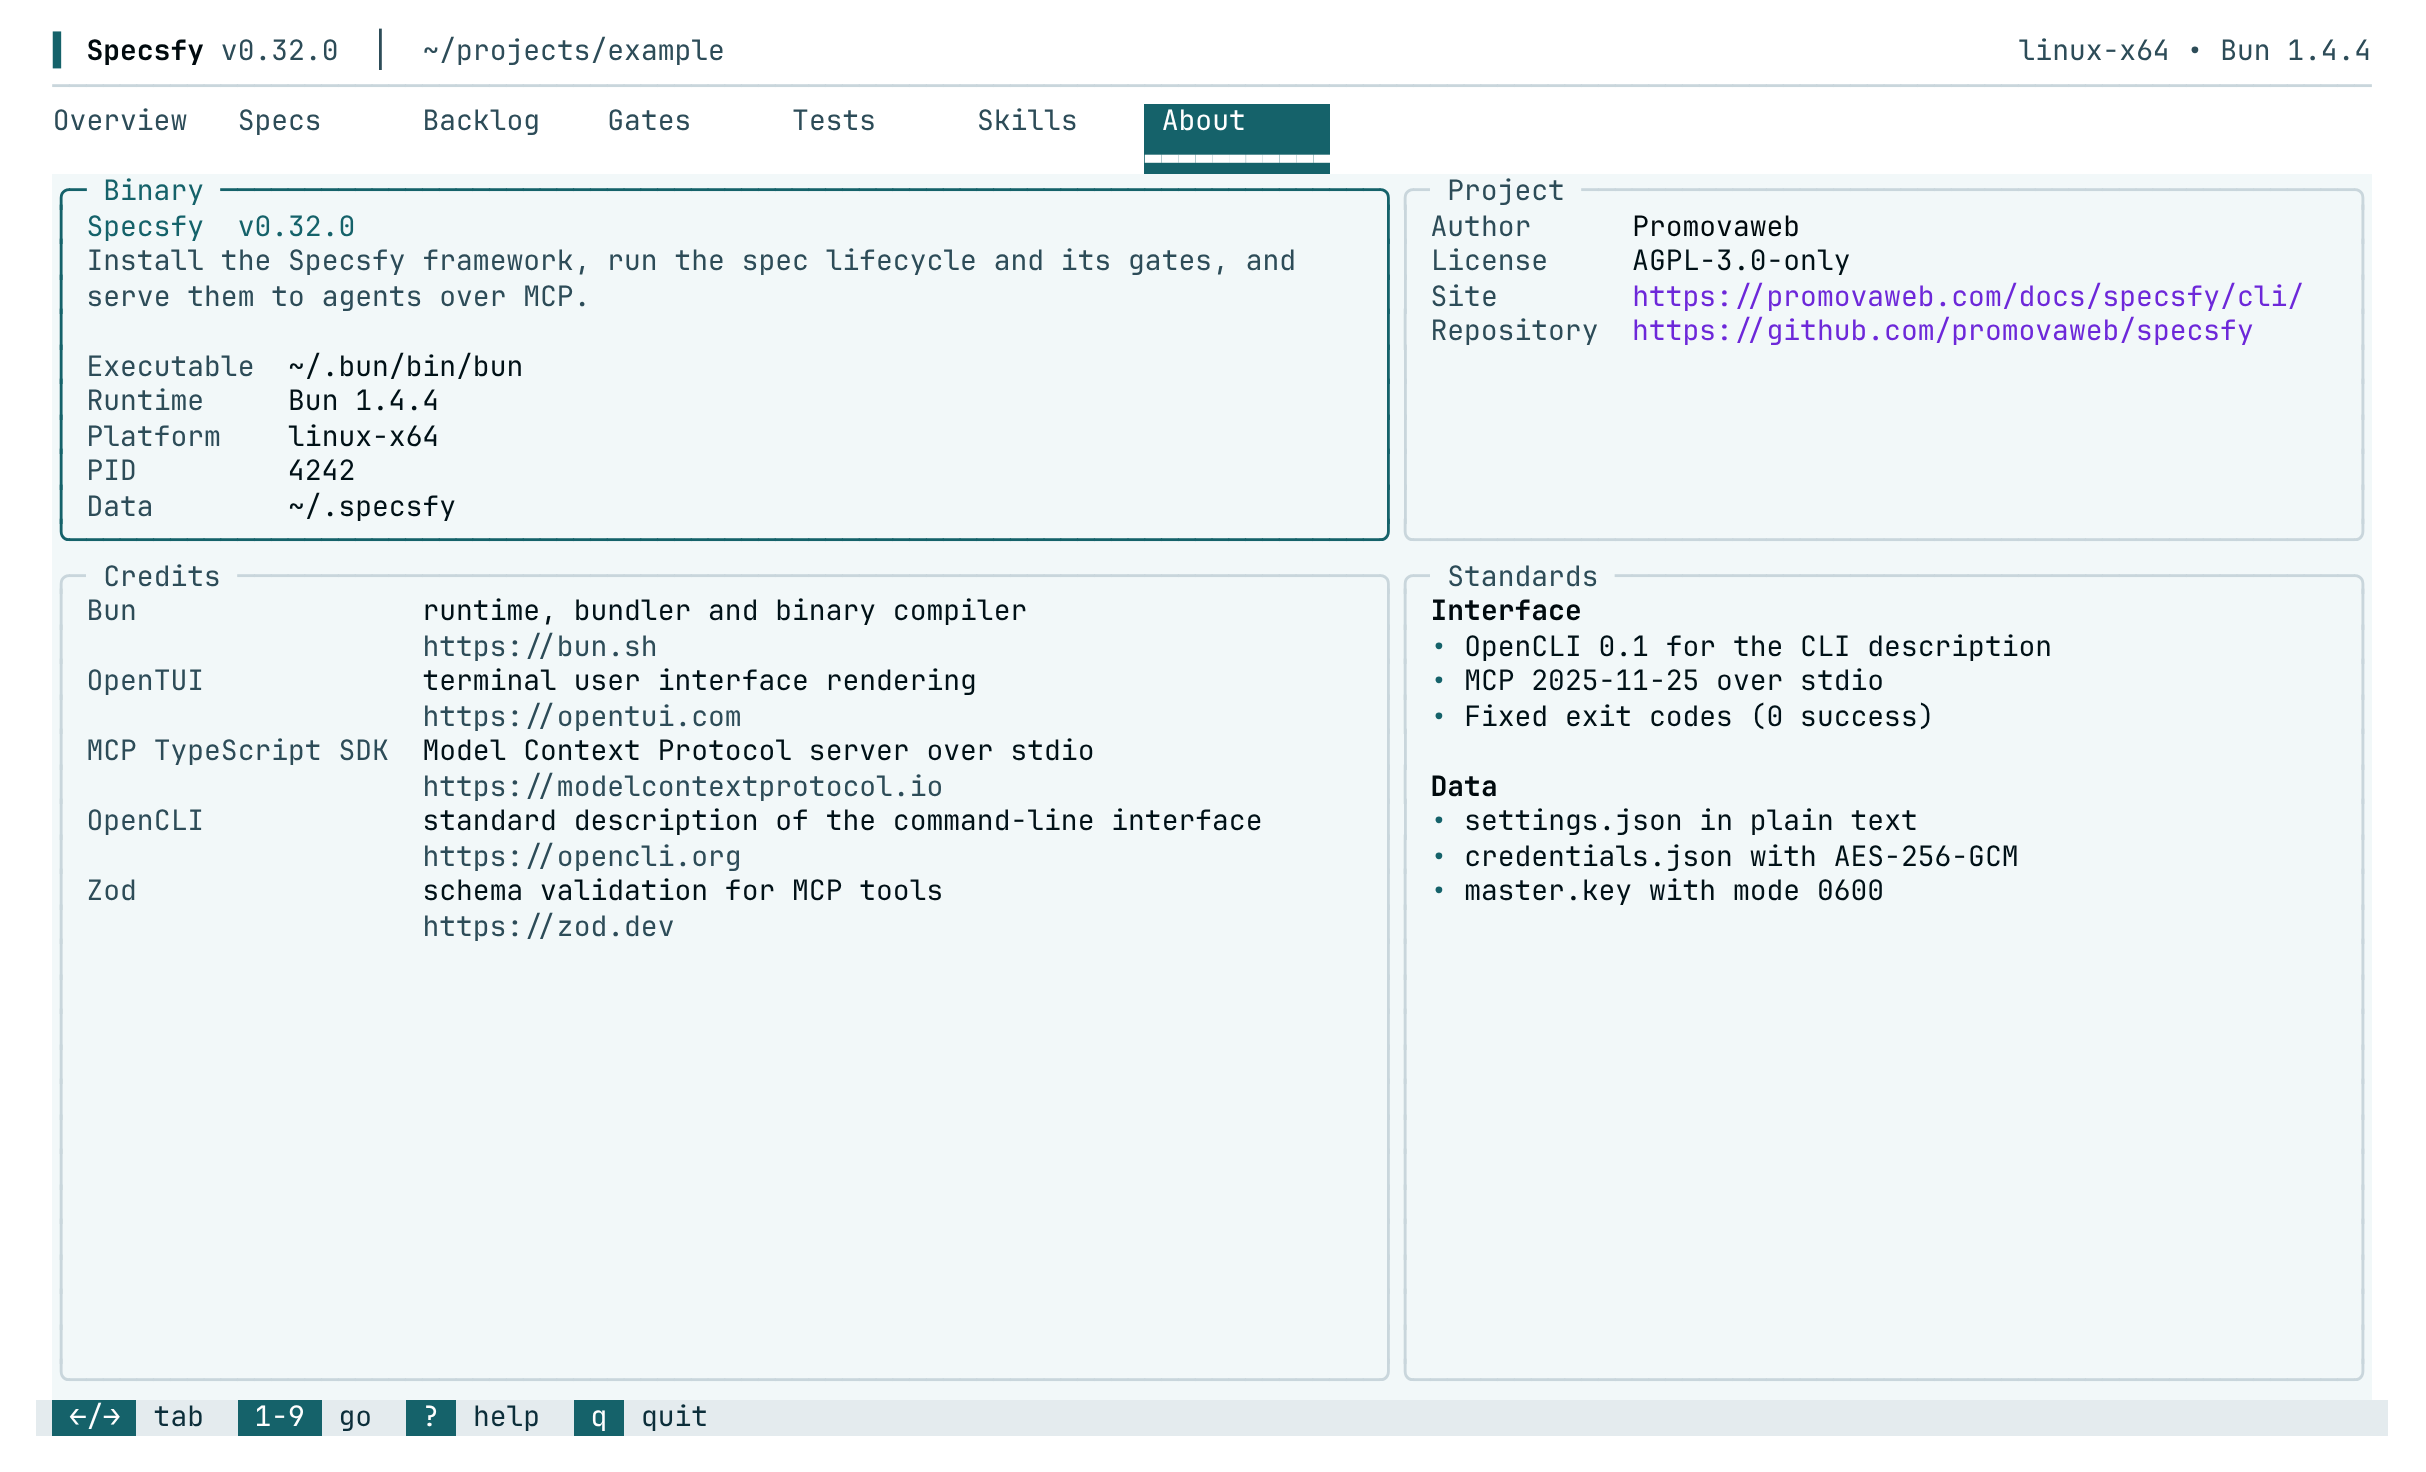 Specsfy v0.32.0 │ ~/projects/example linux-x64 • Bun 1.4.4
Overview Specs Backlog Gates Tests Skills About
Binary
Specsfy v0.32.0
Install the Specsfy framework, run the spec lifecycle and its gates, and
serve them to agents over MCP.
Executable ~/.bun/bin/bun
Runtime Bun 1.4.4
Platform linux-x64
PID 4242
Data ~/.specsfy
Project
Author Promovaweb
License AGPL-3.0-only
Site https://promovaweb.com/docs/specsfy/cli/
Repository https://github.com/promovaweb/specsfy
Credits
Bun runtime, bundler and binary compiler
https://bun.sh
OpenTUI terminal user interface rendering
https://opentui.com
MCP TypeScript SDK Model Context Protocol server over stdio
https://modelcontextprotocol.io
OpenCLI standard description of the command-line interface
https://opencli.org
Zod schema validation for MCP tools
https://zod.dev
Standards
Interface
• OpenCLI 0.1 for the CLI description
• MCP 2025-11-25 over stdio
• Fixed exit codes (0 success)
Data
• settings.json in plain text
• credentials.json with AES-256-GCM
• master.key with mode 0600
←/→ tab 1-9 go ? help q quit